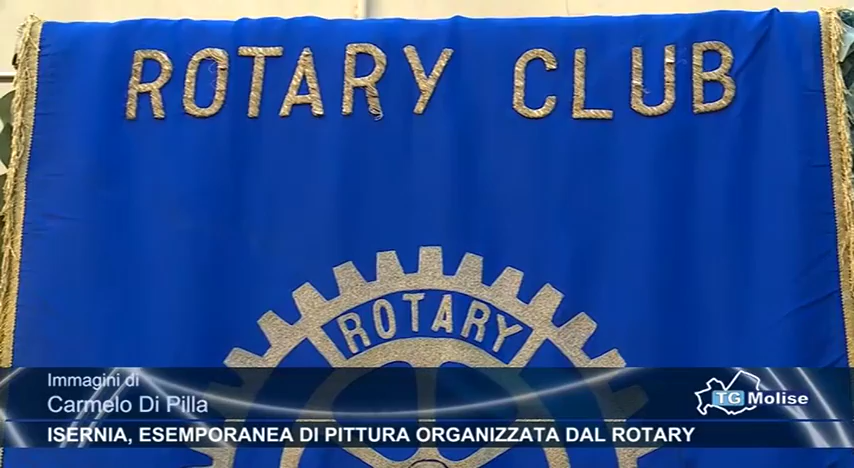 ROTARY CLUB
ROTARY
Immagini di
Carmelo Di Pilla
TG Molise
ISERNIA, ESEMPORANEA DI PITTURA ORGANIZZATA DAL ROTARY